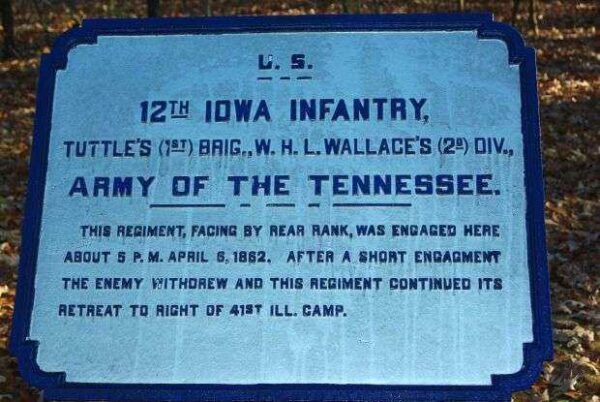 U. S.
12TH IOWA INFANTRY,
TUTTLE'S (1ST) BRIG., W. H. L. WALLACE'S (2D) DIV.,
ARMY OF THE TENNESSEE.
THIS REGIMENT, FACING BY REAR RANK, WAS ENGAGED HERE
ABOUT 5 P. M. APRIL 6, 1862. AFTER A SHORT ENGAGMENT
THE ENEMY WITHDREW AND THIS REGIMENT CONTINUED ITS
RETREAT TO RIGHT OF 41ST ILL. CAMP.